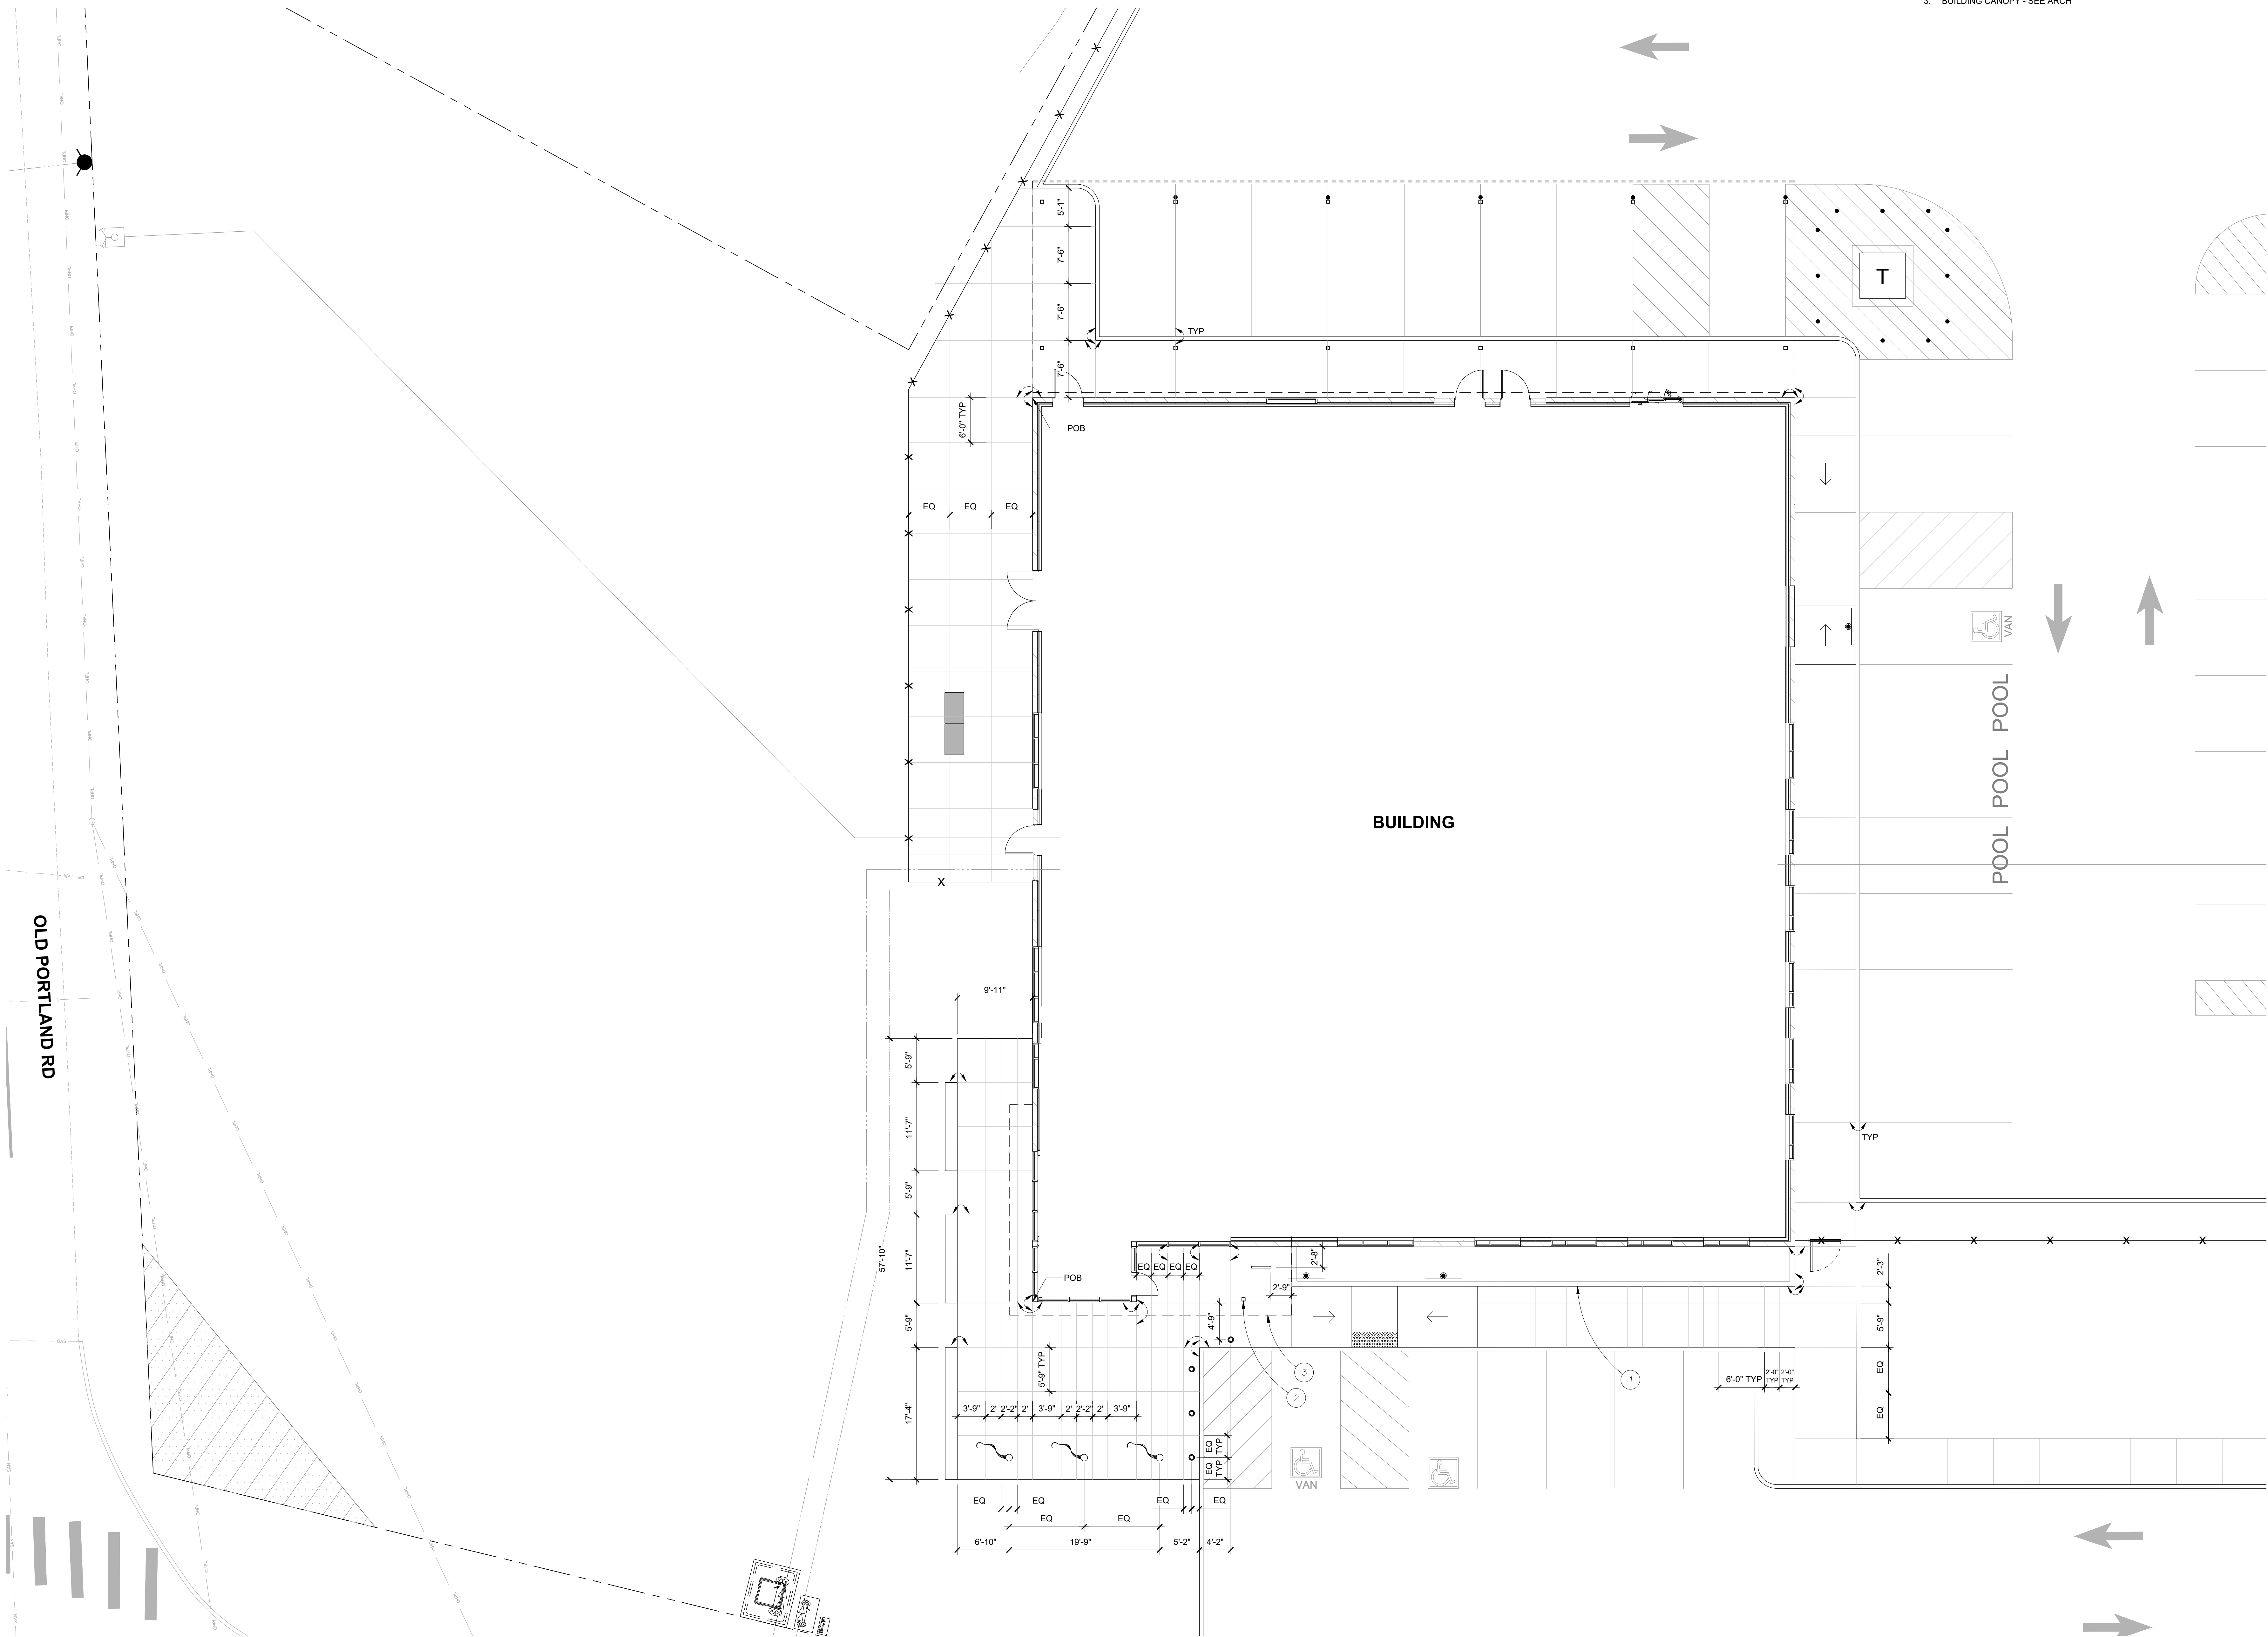 3. BUILDING CANOPY - SEE ARCH
5'-1"
7'-6"
7'-6"
TYP
T
7'-6"
6'-0" TYP
POB
EQ EQ EQ
VAN
POOL
POOL
POOL
BUILDING
OLD PORTLAND RD
9'-11"
5'-9"
11'-7"
5'-9"
11'-7"
5'-9"
17'-4"
57'-10"
TYP
POB
EQ EQ EQ EQ
2'-8"
2'-9"
4'-9"
5'-9" TYP
3
2
1
6'-0" TYP
2'-0" TYP
2'-0" TYP
2'-3"
5'-9"
EQ
EQ
3'-9" 2' 2'-2" 2' 3'-9" 2' 2'-2" 2' 3'-9"
EQ TYP
EQ TYP
VAN
EQ EQ EQ EQ
EQ EQ
6'-10" 19'-9" 5'-2" 4'-2"
GAS